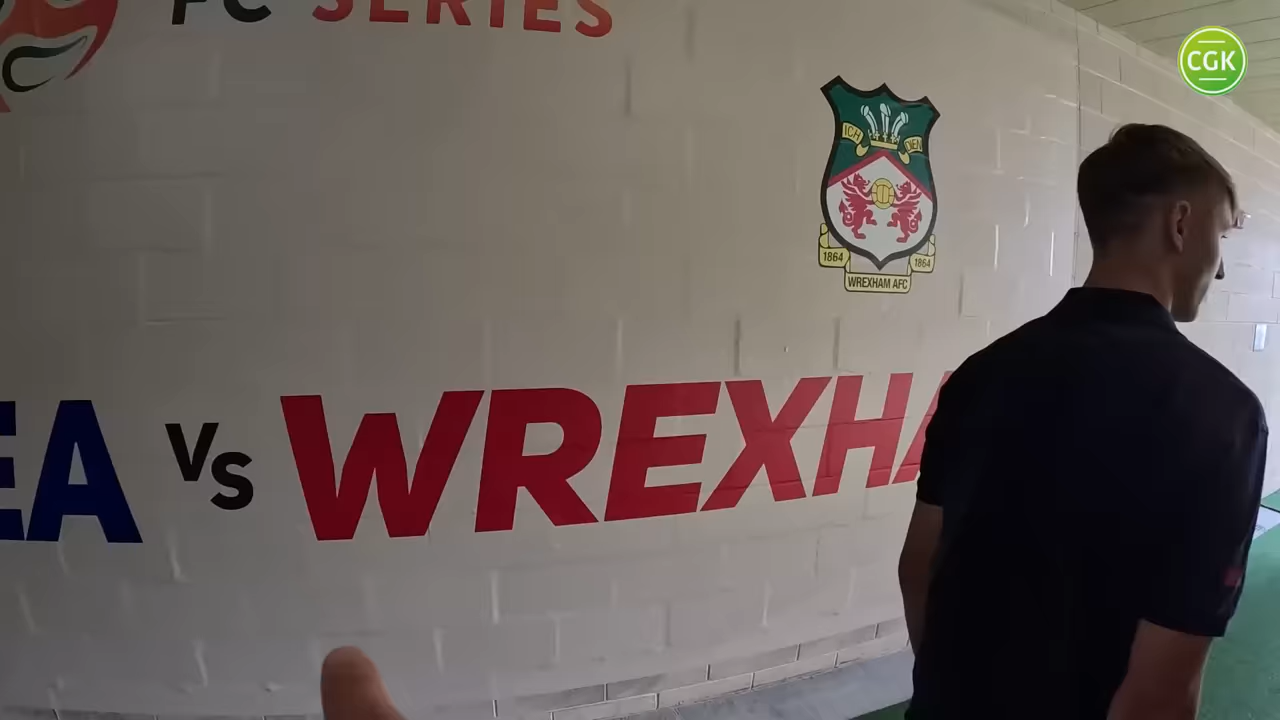 FC SERIES
CGK
ICH DIEN
1864 1864
WREXHAM AFC
EA Vs WREXHA